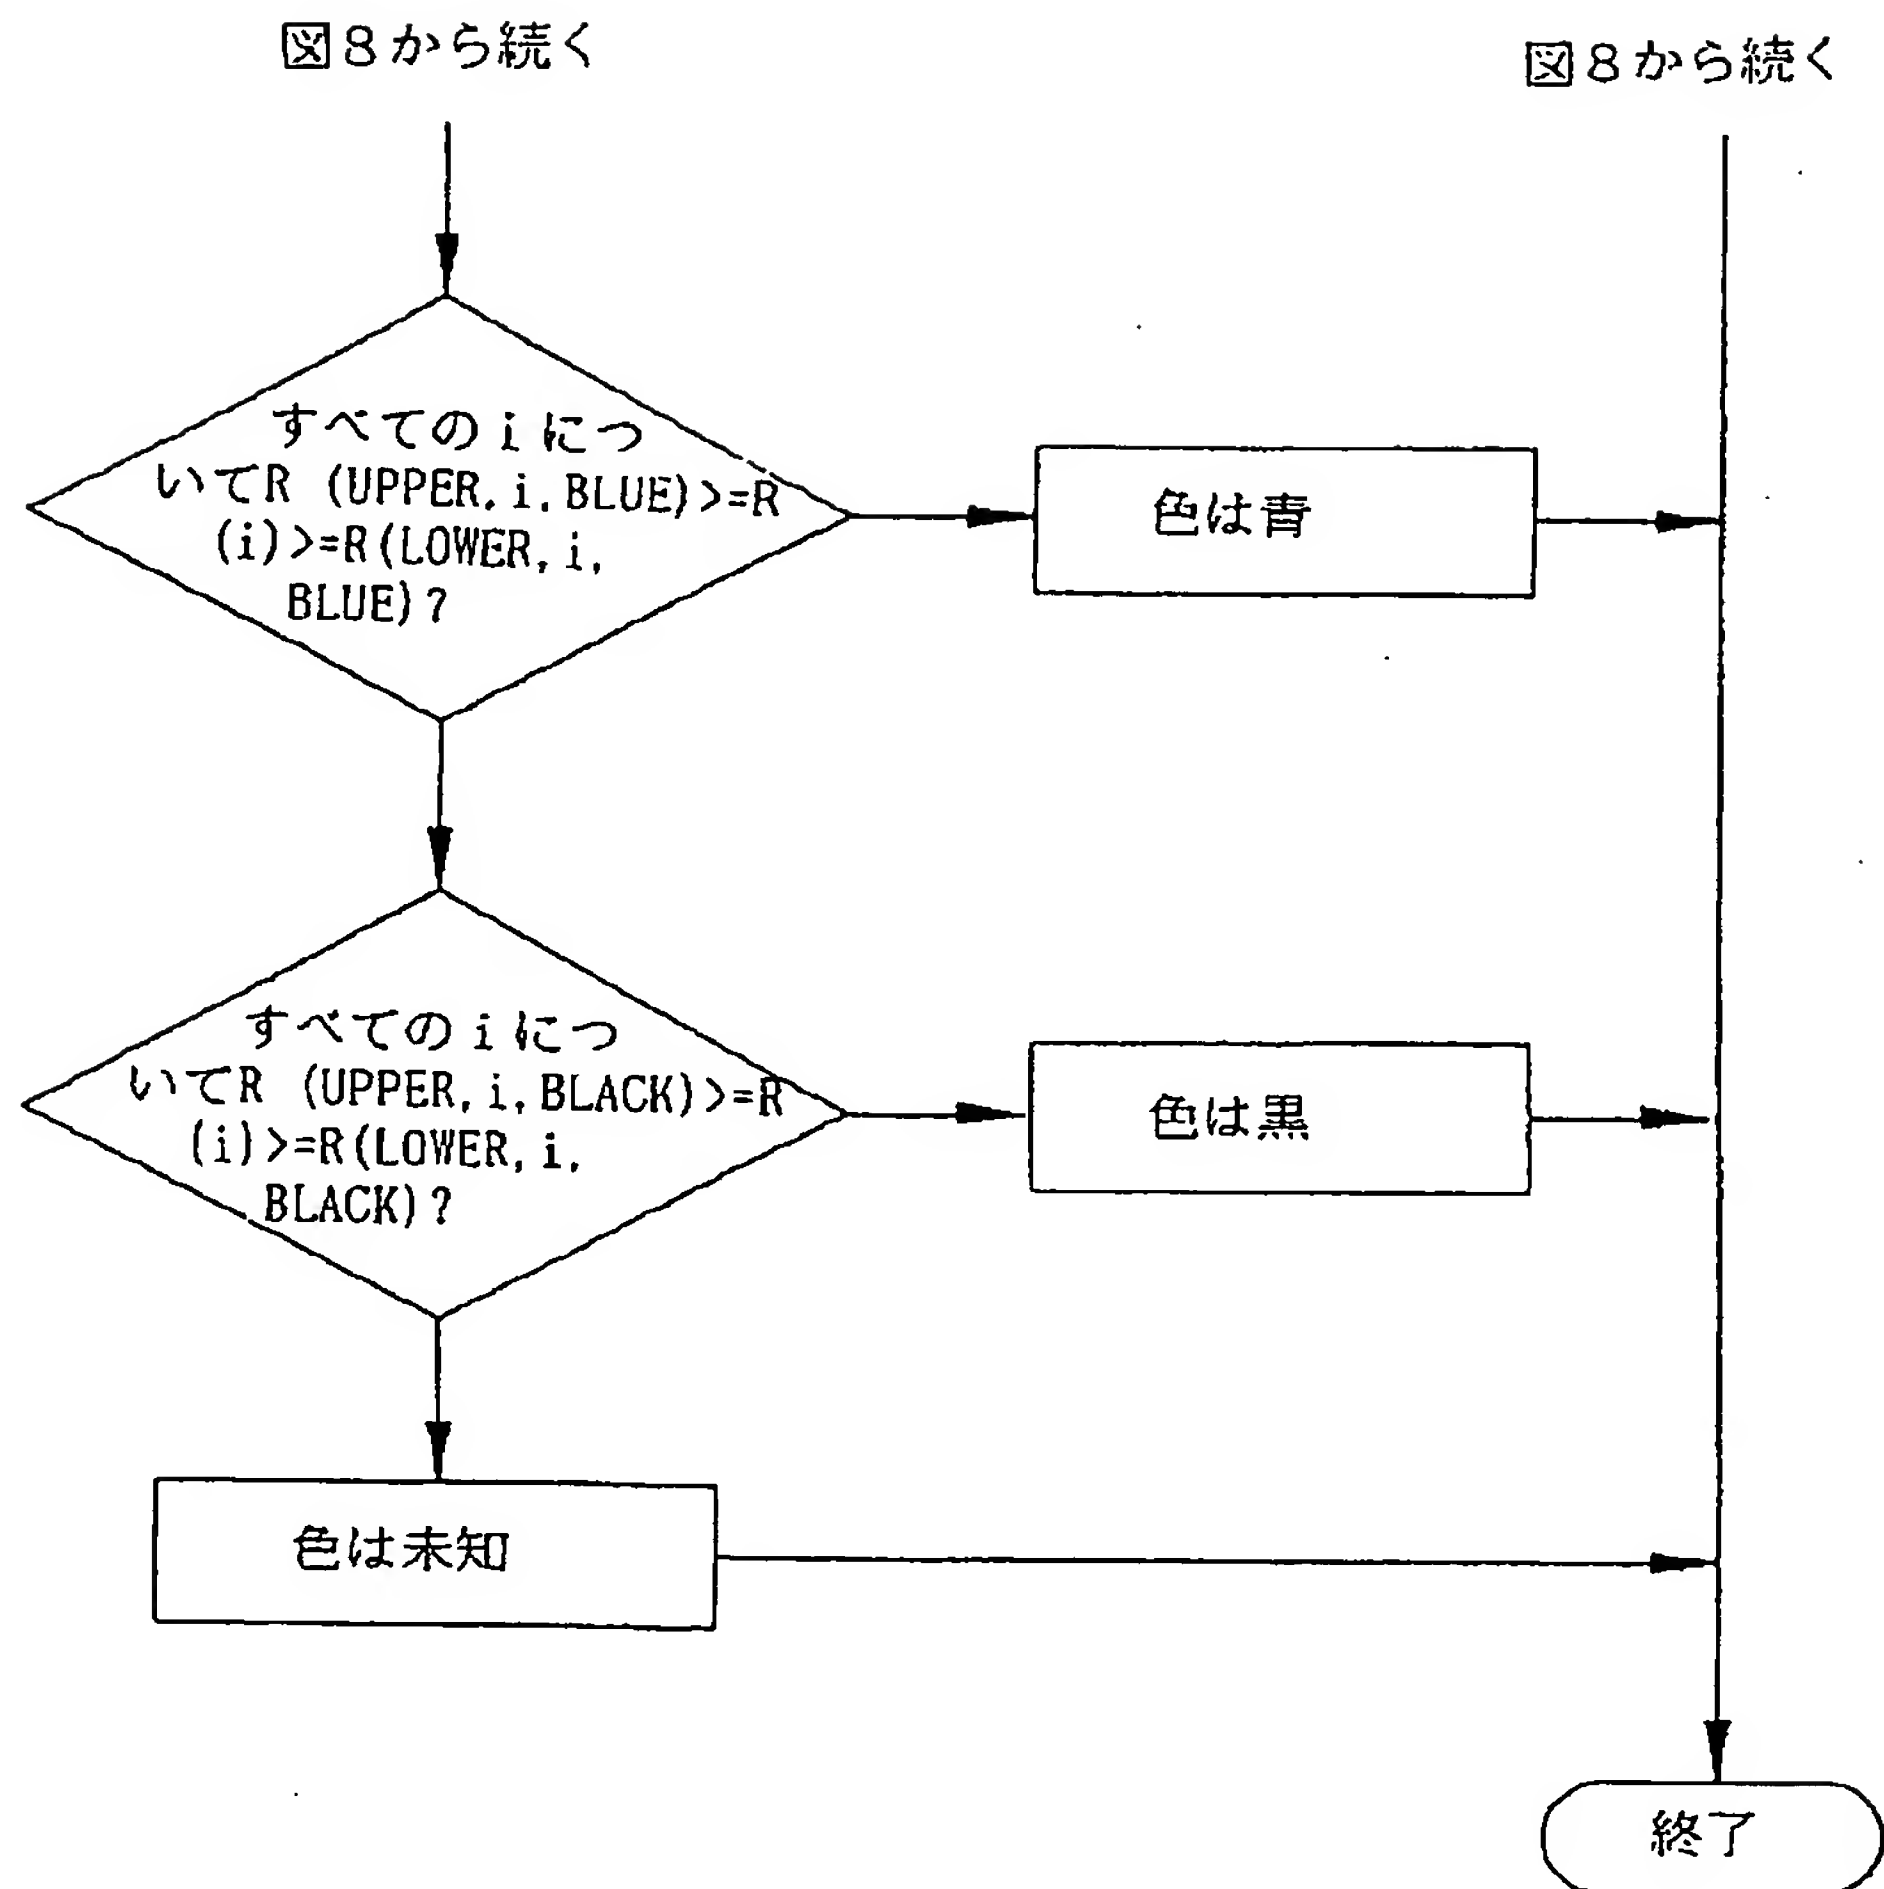 図8から続く
図8から続く
すべてのiにつ
いてR (UPPER, i, BLUE)>=R
(i)>=R(LOWER, i,
BLUE)?
色は青
すべてのiにつ
いてR (UPPER, i, BLACK)>=R
(i)>=R(LOWER, i,
BLACK)?
色は黒
色は未知
終了